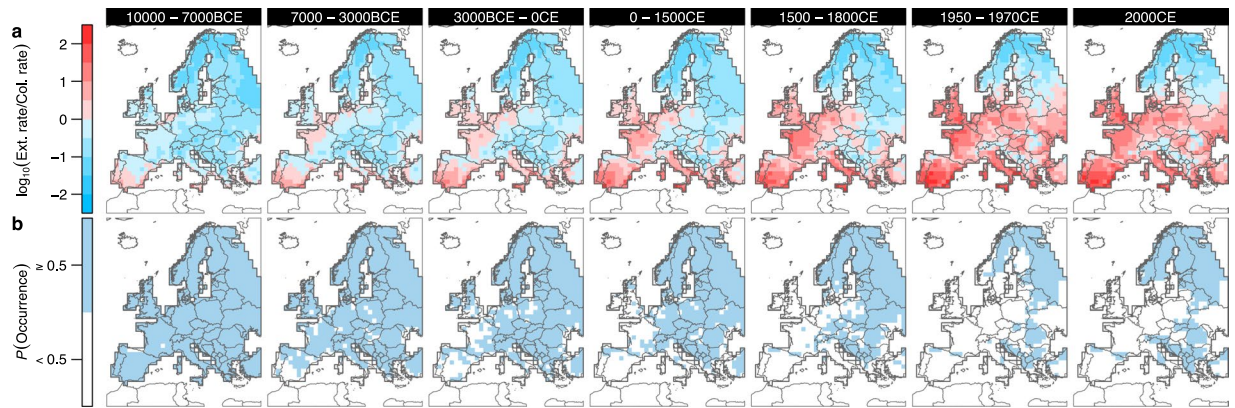 10000 – 7000BCE
7000 – 3000BCE
3000BCE – 0CE
0 – 1500CE
1500 – 1800CE
1950 – 1970CE
2000CE
a
log10(Ext. rate/Col. rate)
2
1
0
−1
−2
b
P(Occurrence)
≥ 0.5
< 0.5